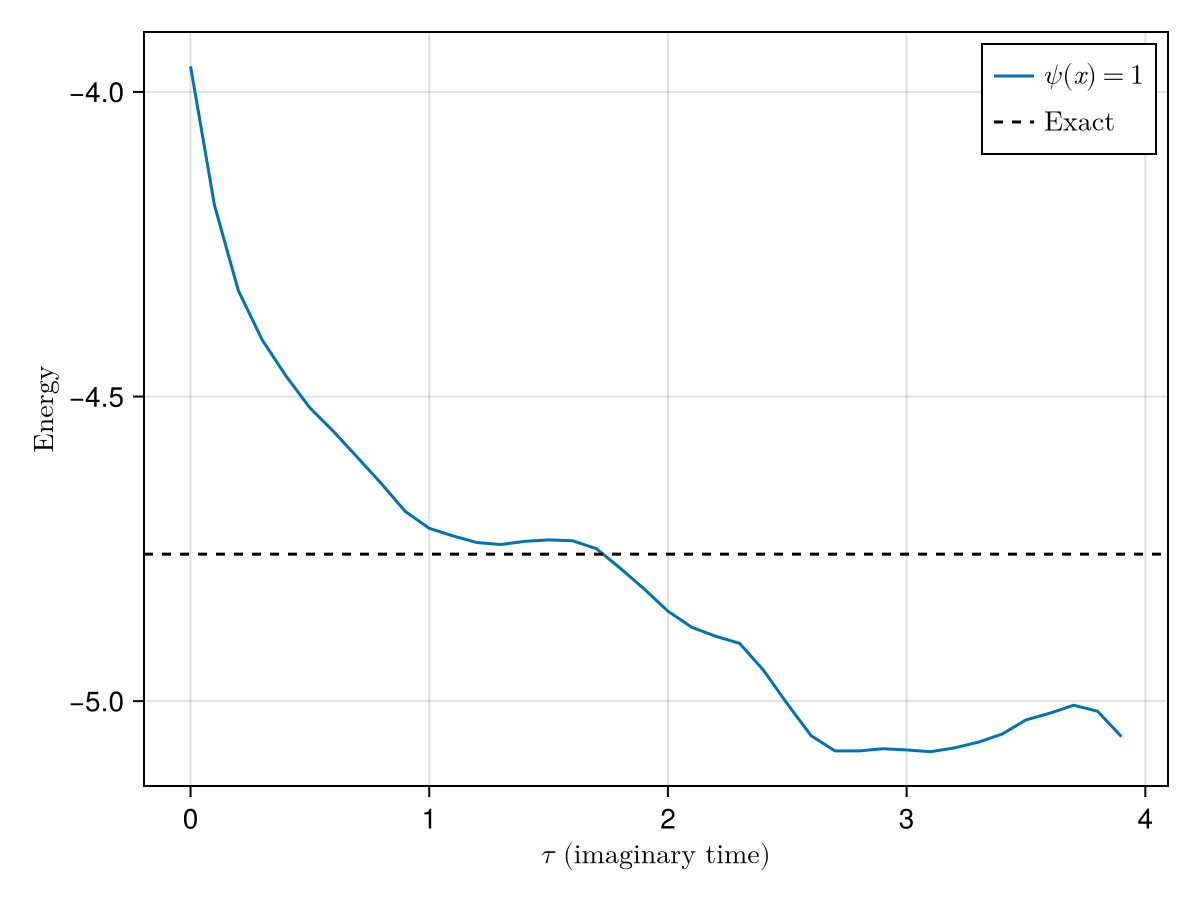 ψ(x) = 1
Exact
−4.0
−4.5
−5.0
Energy
0 1 2 3 4
τ (imaginary time)